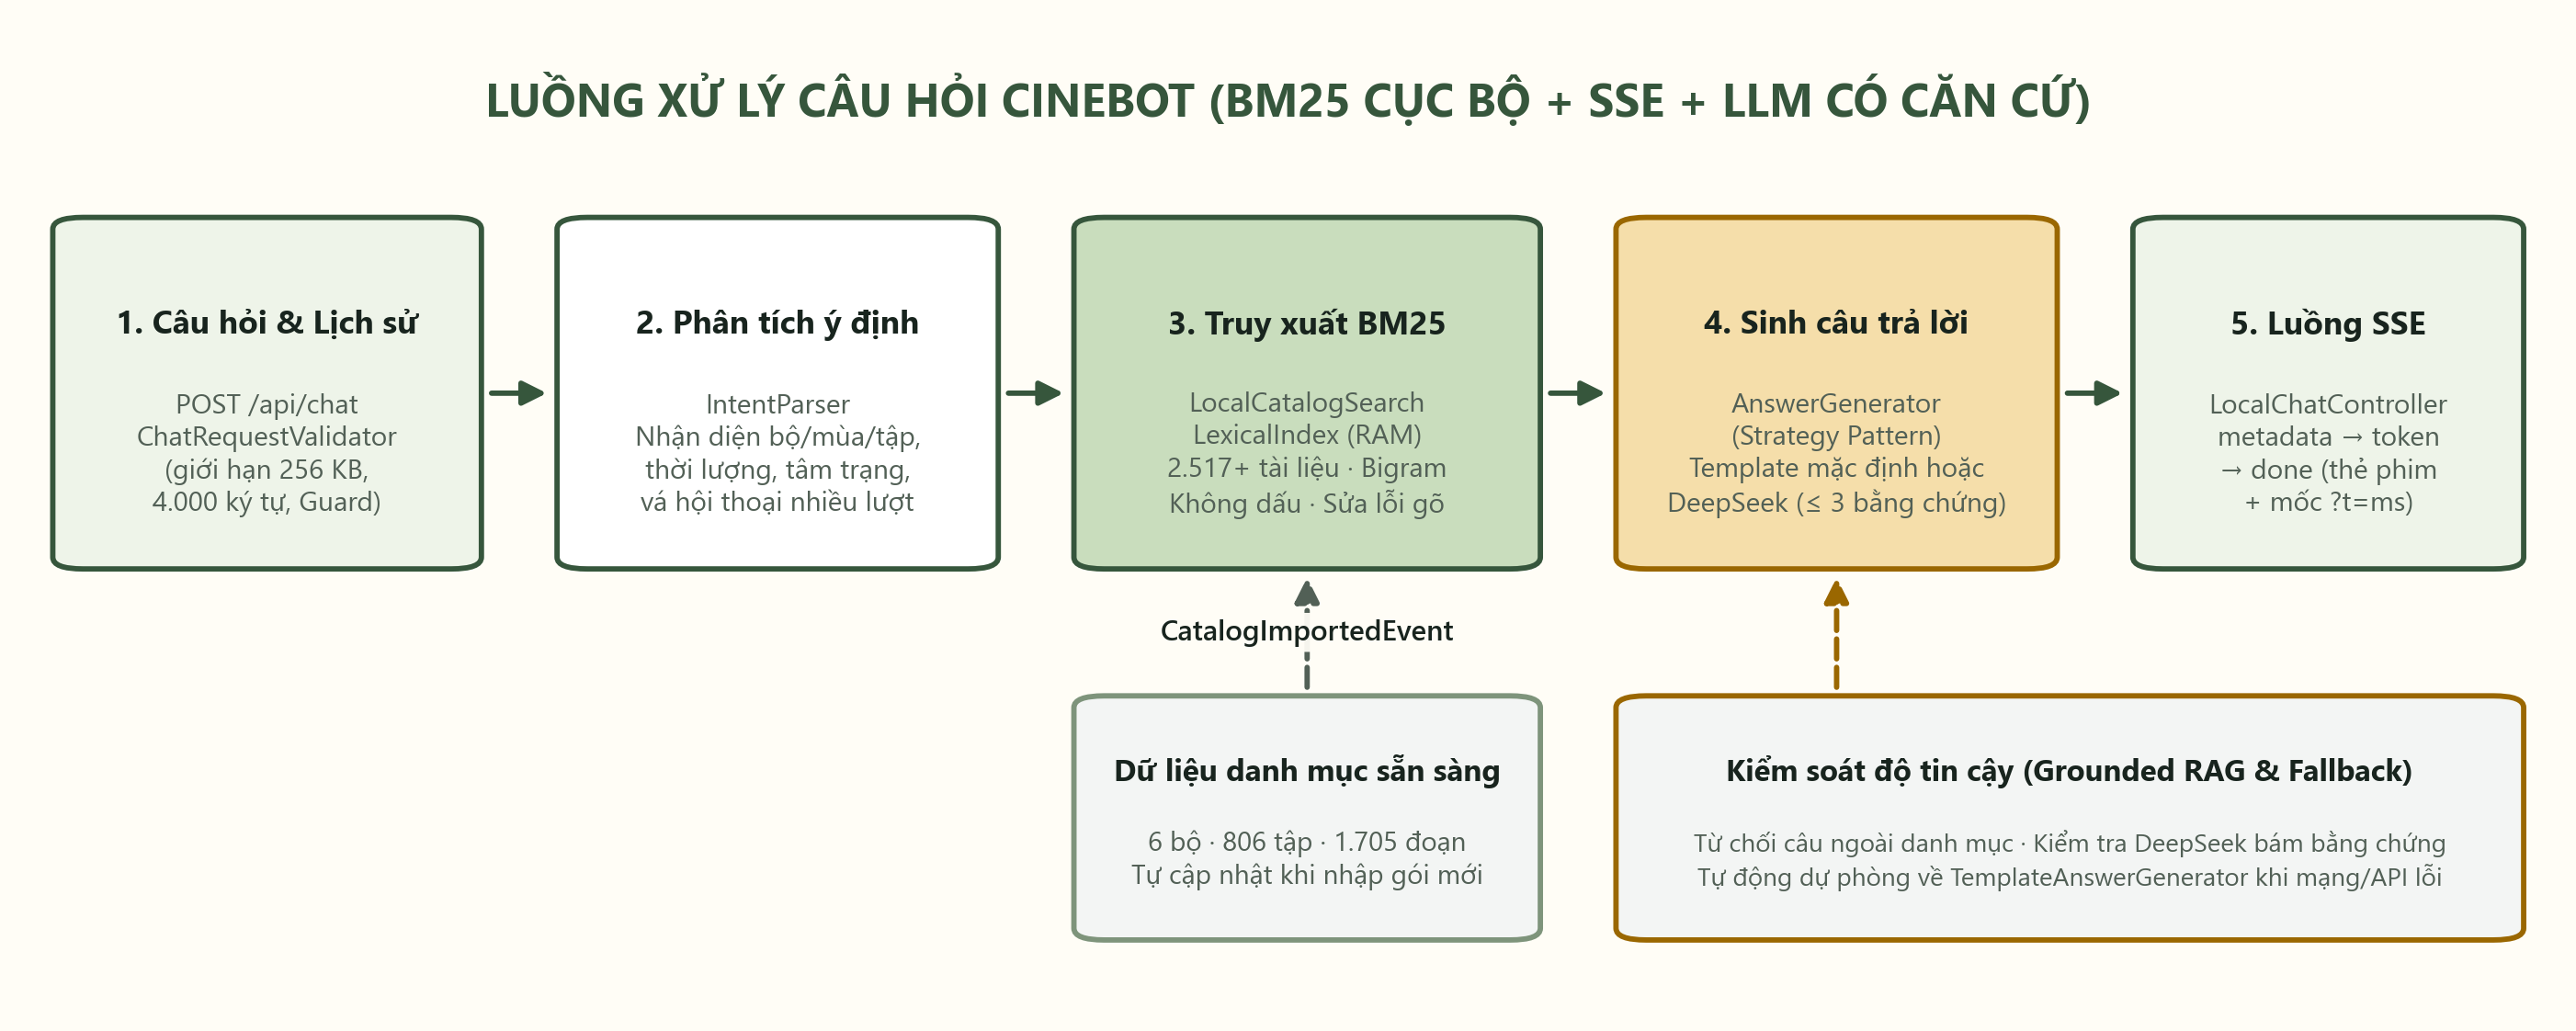 LUỒNG XỬ LÝ CÂU HỎI CINEBOT (BM25 CỤC BỘ + SSE + LLM CÓ CĂN CỨ)
1. Câu hỏi & Lịch sử
POST /api/chat
ChatRequestValidator
(giới hạn 256 KB,
4.000 ký tự, Guard)
2. Phân tích ý định
IntentParser
Nhận diện bộ/mùa/tập,
thời lượng, tâm trạng,
vá hội thoại nhiều lượt
3. Truy xuất BM25
LocalCatalogSearch
LexicalIndex (RAM)
2.517+ tài liệu · Bigram
Không dấu · Sửa lỗi gõ
4. Sinh câu trả lời
AnswerGenerator
(Strategy Pattern)
Template mặc định hoặc
DeepSeek (≤ 3 bằng chứng)
5. Luồng SSE
LocalChatController
metadata → token
→ done (thẻ phim
+ mốc ?t=ms)
CatalogImportedEvent
Dữ liệu danh mục sẵn sàng
6 bộ · 806 tập · 1.705 đoạn
Tự cập nhật khi nhập gói mới
Kiểm soát độ tin cậy (Grounded RAG & Fallback)
Từ chối câu ngoài danh mục · Kiểm tra DeepSeek bám bằng chứng
Tự động dự phòng về TemplateAnswerGenerator khi mạng/API lỗi